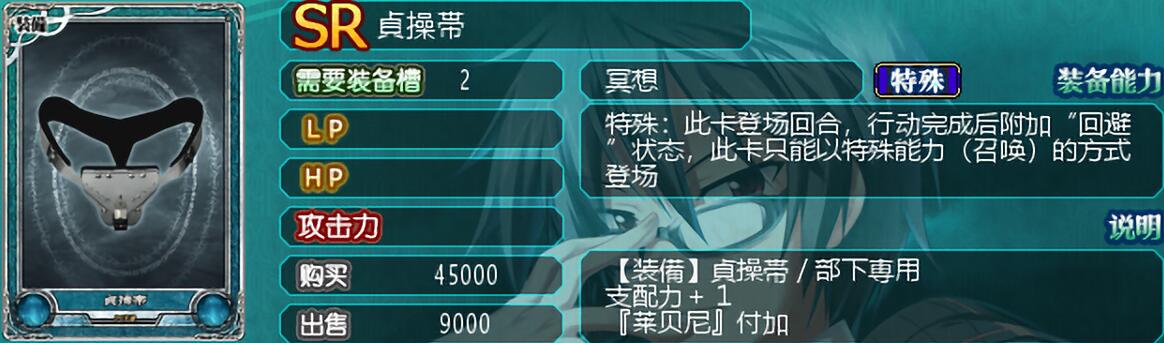 装備
SR 貞操帯
需要装备槽 2
冥想
特殊
装备能力
LP
特殊：此卡登场回合，行动完成后附加“回避
”状态，此卡只能以特殊能力（召唤）的方式
登场
HP
攻击力
说明
购买 45000
【装備】貞操帯／部下専用
支配力＋１
『莱贝尼』付加
出售 9000
貞操帯